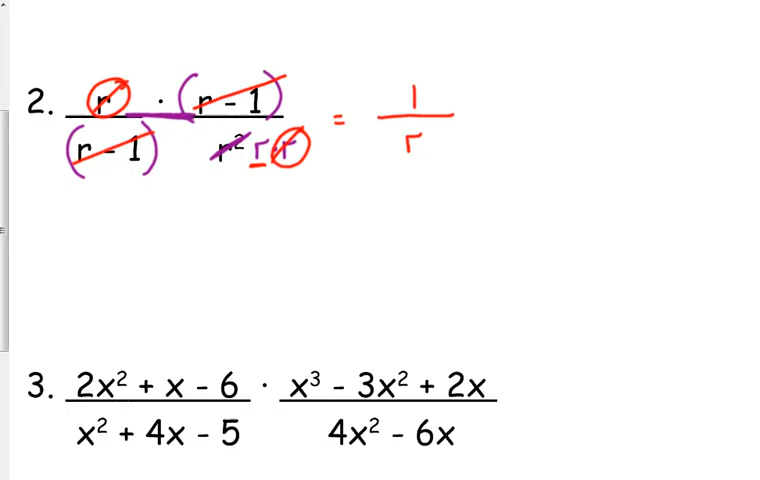 2. r · (r - 1) = 1
(r - 1) r² r · r r
3. 2x² + x - 6 · x³ - 3x² + 2x
x² + 4x - 5 4x² - 6x